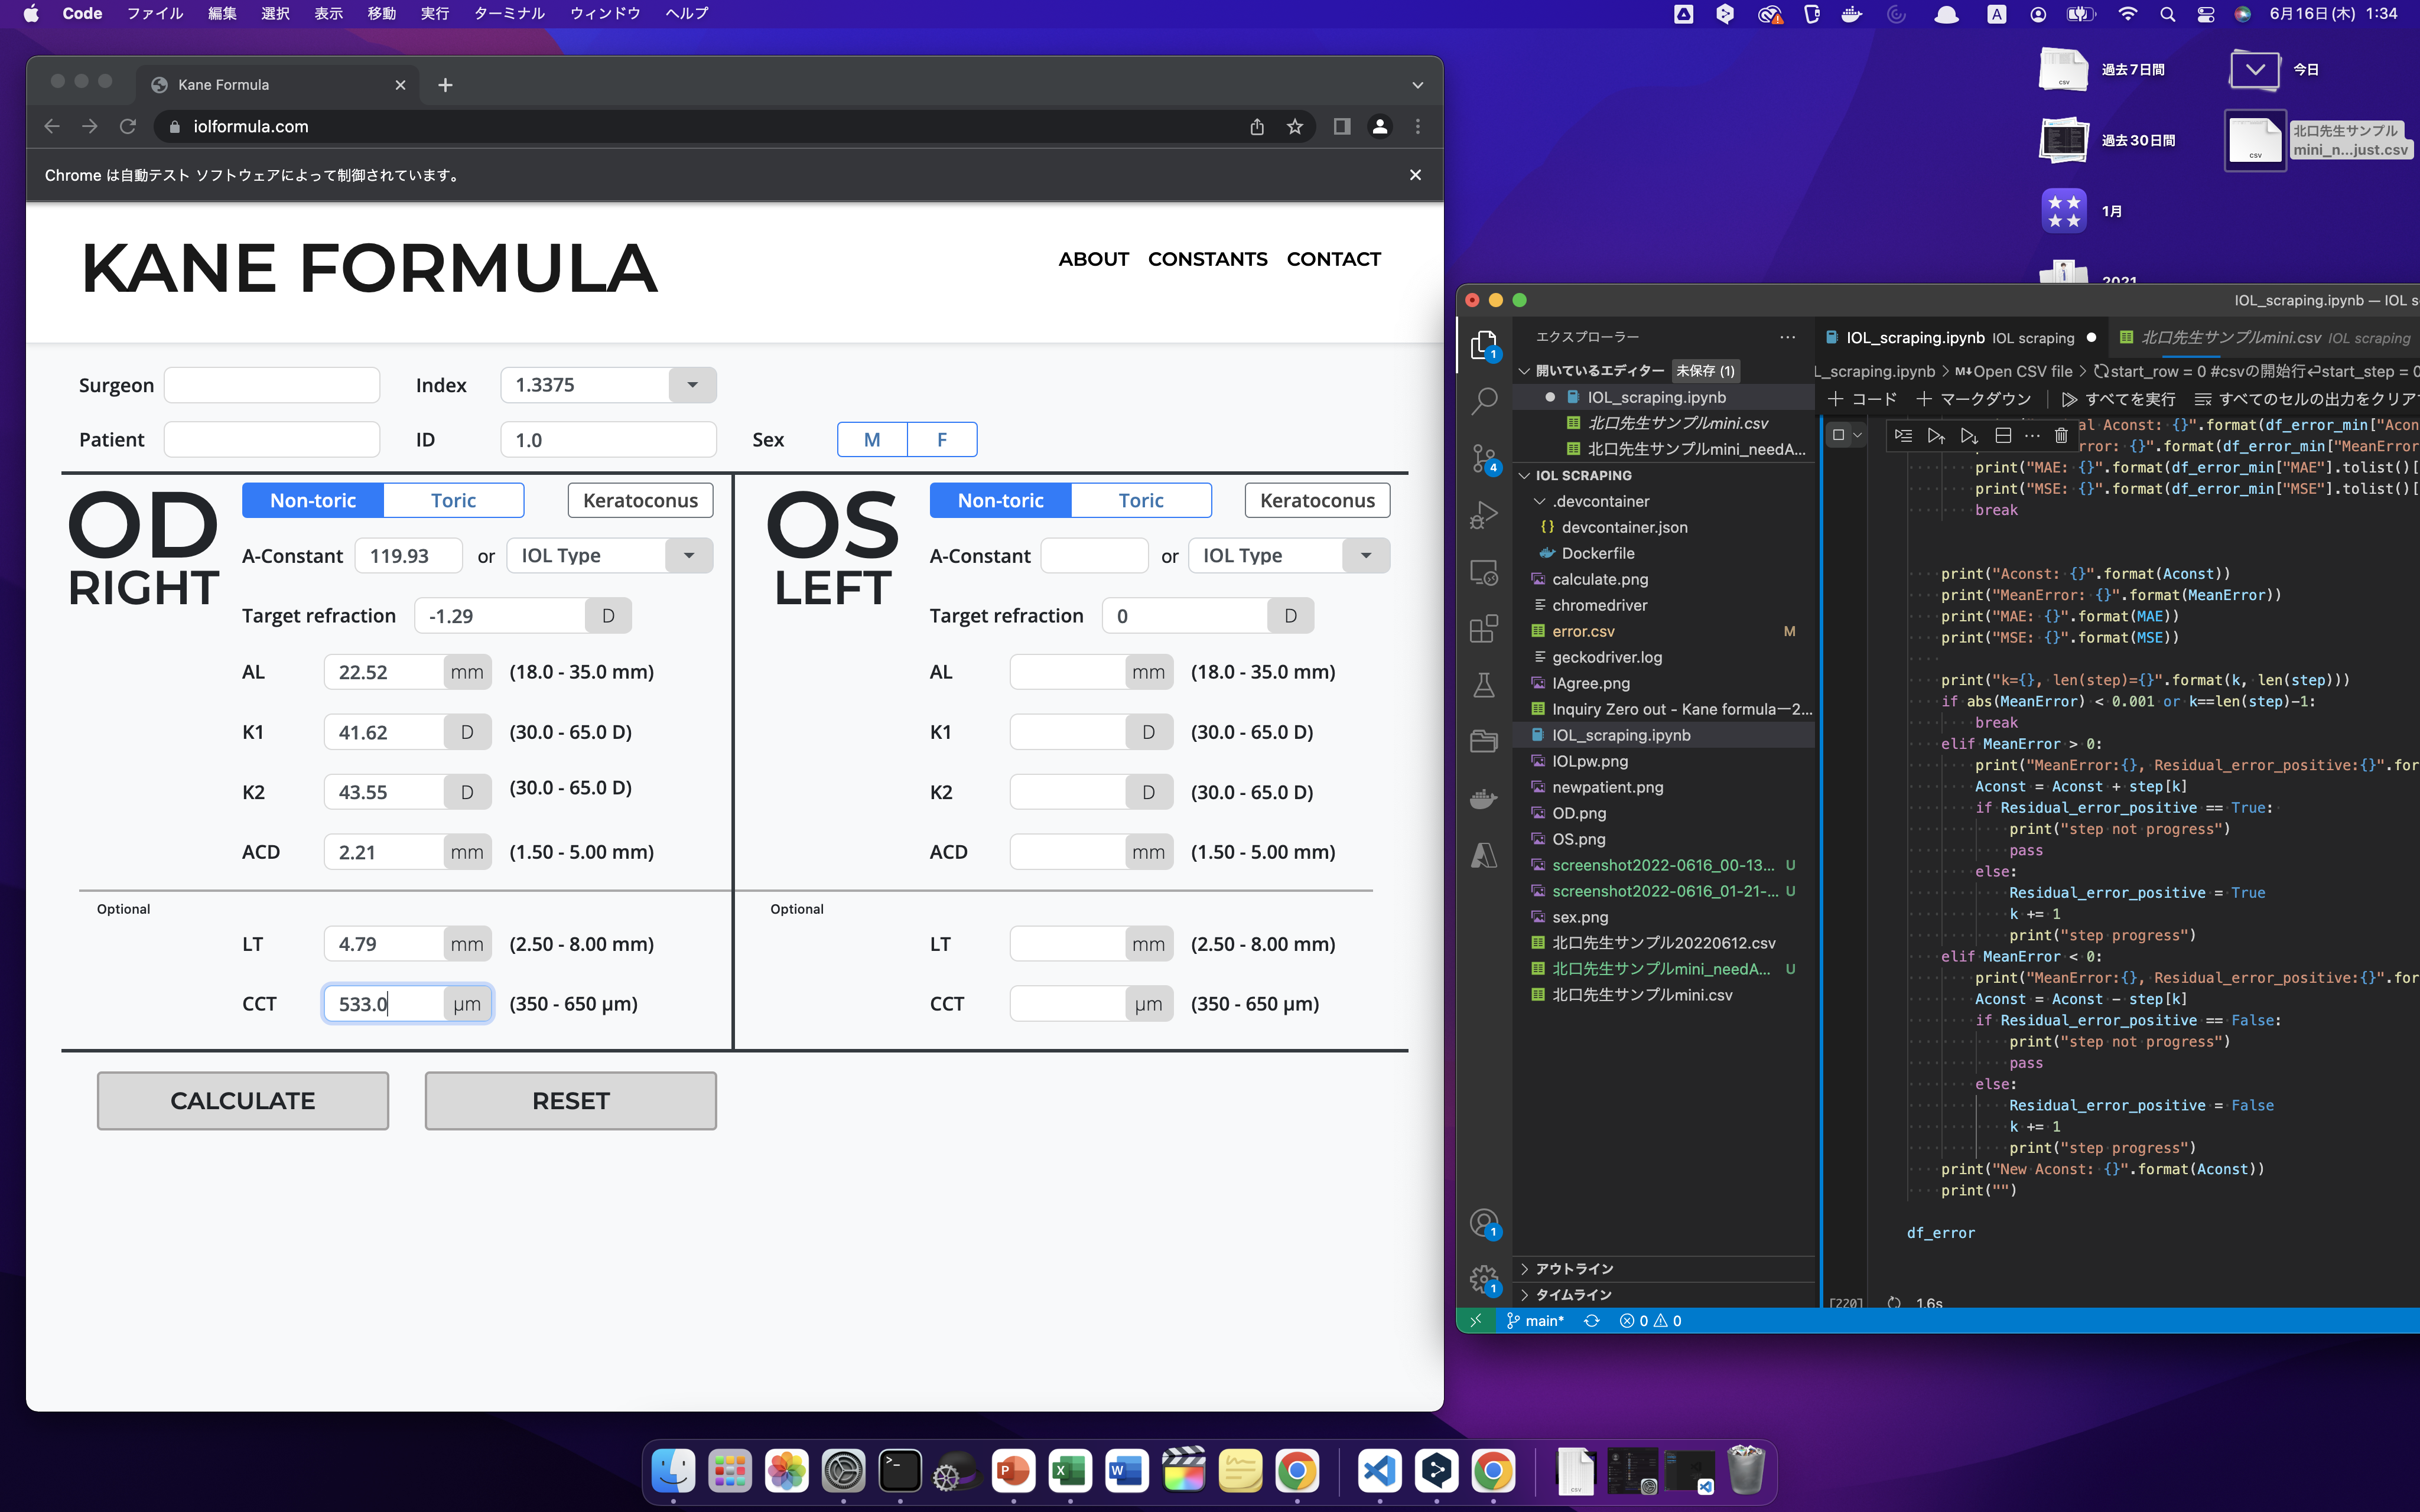 Code ファイル 編集 選択 表示 移動 実行 ターミナル ウィンドウ ヘルプ
A 6月16日(木) 1:34
過去7日間
今日
過去30日間
北口先生サンプル
mini_n...just.csv
1月
2021
Kane Formula
iolformula.com
Chrome は自動テスト ソフトウェアによって制御されています。
KANE FORMULA
ABOUT CONSTANTS CONTACT
Surgeon Index 1.3375
Patient ID 1.0 Sex M F
OD
RIGHT
Non-toric Toric Keratoconus
A-Constant 119.93 or IOL Type
Target refraction -1.29 D
AL 22.52 mm (18.0 - 35.0 mm)
K1 41.62 D (30.0 - 65.0 D)
K2 43.55 D (30.0 - 65.0 D)
ACD 2.21 mm (1.50 - 5.00 mm)
Optional
LT 4.79 mm (2.50 - 8.00 mm)
CCT 533.0 µm (350 - 650 µm)
OS
LEFT
Non-toric Toric Keratoconus
A-Constant or IOL Type
Target refraction 0 D
AL mm (18.0 - 35.0 mm)
K1 D (30.0 - 65.0 D)
K2 D (30.0 - 65.0 D)
ACD mm (1.50 - 5.00 mm)
Optional
LT mm (2.50 - 8.00 mm)
CCT µm (350 - 650 µm)
CALCULATE RESET
IOL_scraping.ipynb — IOL s
エクスプローラー
開いているエディター 未保存 (1)
IOL_scraping.ipynb
北口先生サンプルmini.csv
北口先生サンプルmini_needA...
IOL SCRAPING
.devcontainer
{} devcontainer.json
Dockerfile
calculate.png
chromedriver
error.csv M
geckodriver.log
IAgree.png
Inquiry Zero out - Kane formula一2...
IOL_scraping.ipynb
IOLpw.png
newpatient.png
OD.png
OS.png
screenshot2022-0616_00-13... U
screenshot2022-0616_01-21-... U
sex.png
北口先生サンプル20220612.csv
北口先生サンプルmini_needA... U
北口先生サンプルmini.csv
アウトライン
タイムライン
main* 0 0
IOL_scraping.ipynb IOL scraping 北口先生サンプルmini.csv IOL scraping
L_scraping.ipynb > M↓Open CSV file > start_row = 0 #csvの開始行↵start_step = 0
+ コード + マークダウン すべてを実行 すべてのセルの出力をクリア
al Aconst: {}".format(df_error_min["Acon
rror: {}".format(df_error_min["MeanError
print("MAE: {}".format(df_error_min["MAE"].tolist()[
print("MSE: {}".format(df_error_min["MSE"].tolist()[
break
print("Aconst: {}".format(Aconst))
print("MeanError: {}".format(MeanError))
print("MAE: {}".format(MAE))
print("MSE: {}".format(MSE))
print("k={}, len(step)={}".format(k, len(step)))
if abs(MeanError) < 0.001 or k==len(step)-1:
break
elif MeanError > 0:
print("MeanError:{}, Residual_error_positive:{}".for
Aconst = Aconst + step[k]
if Residual_error_positive == True:
print("step not progress")
pass
else:
Residual_error_positive = True
k += 1
print("step progress")
elif MeanError < 0:
print("MeanError:{}, Residual_error_positive:{}".for
Aconst = Aconst - step[k]
if Residual_error_positive == False:
print("step not progress")
pass
else:
Residual_error_positive = False
k += 1
print("step progress")
print("New Aconst: {}".format(Aconst))
print("")
df_error
[220] 1.6s